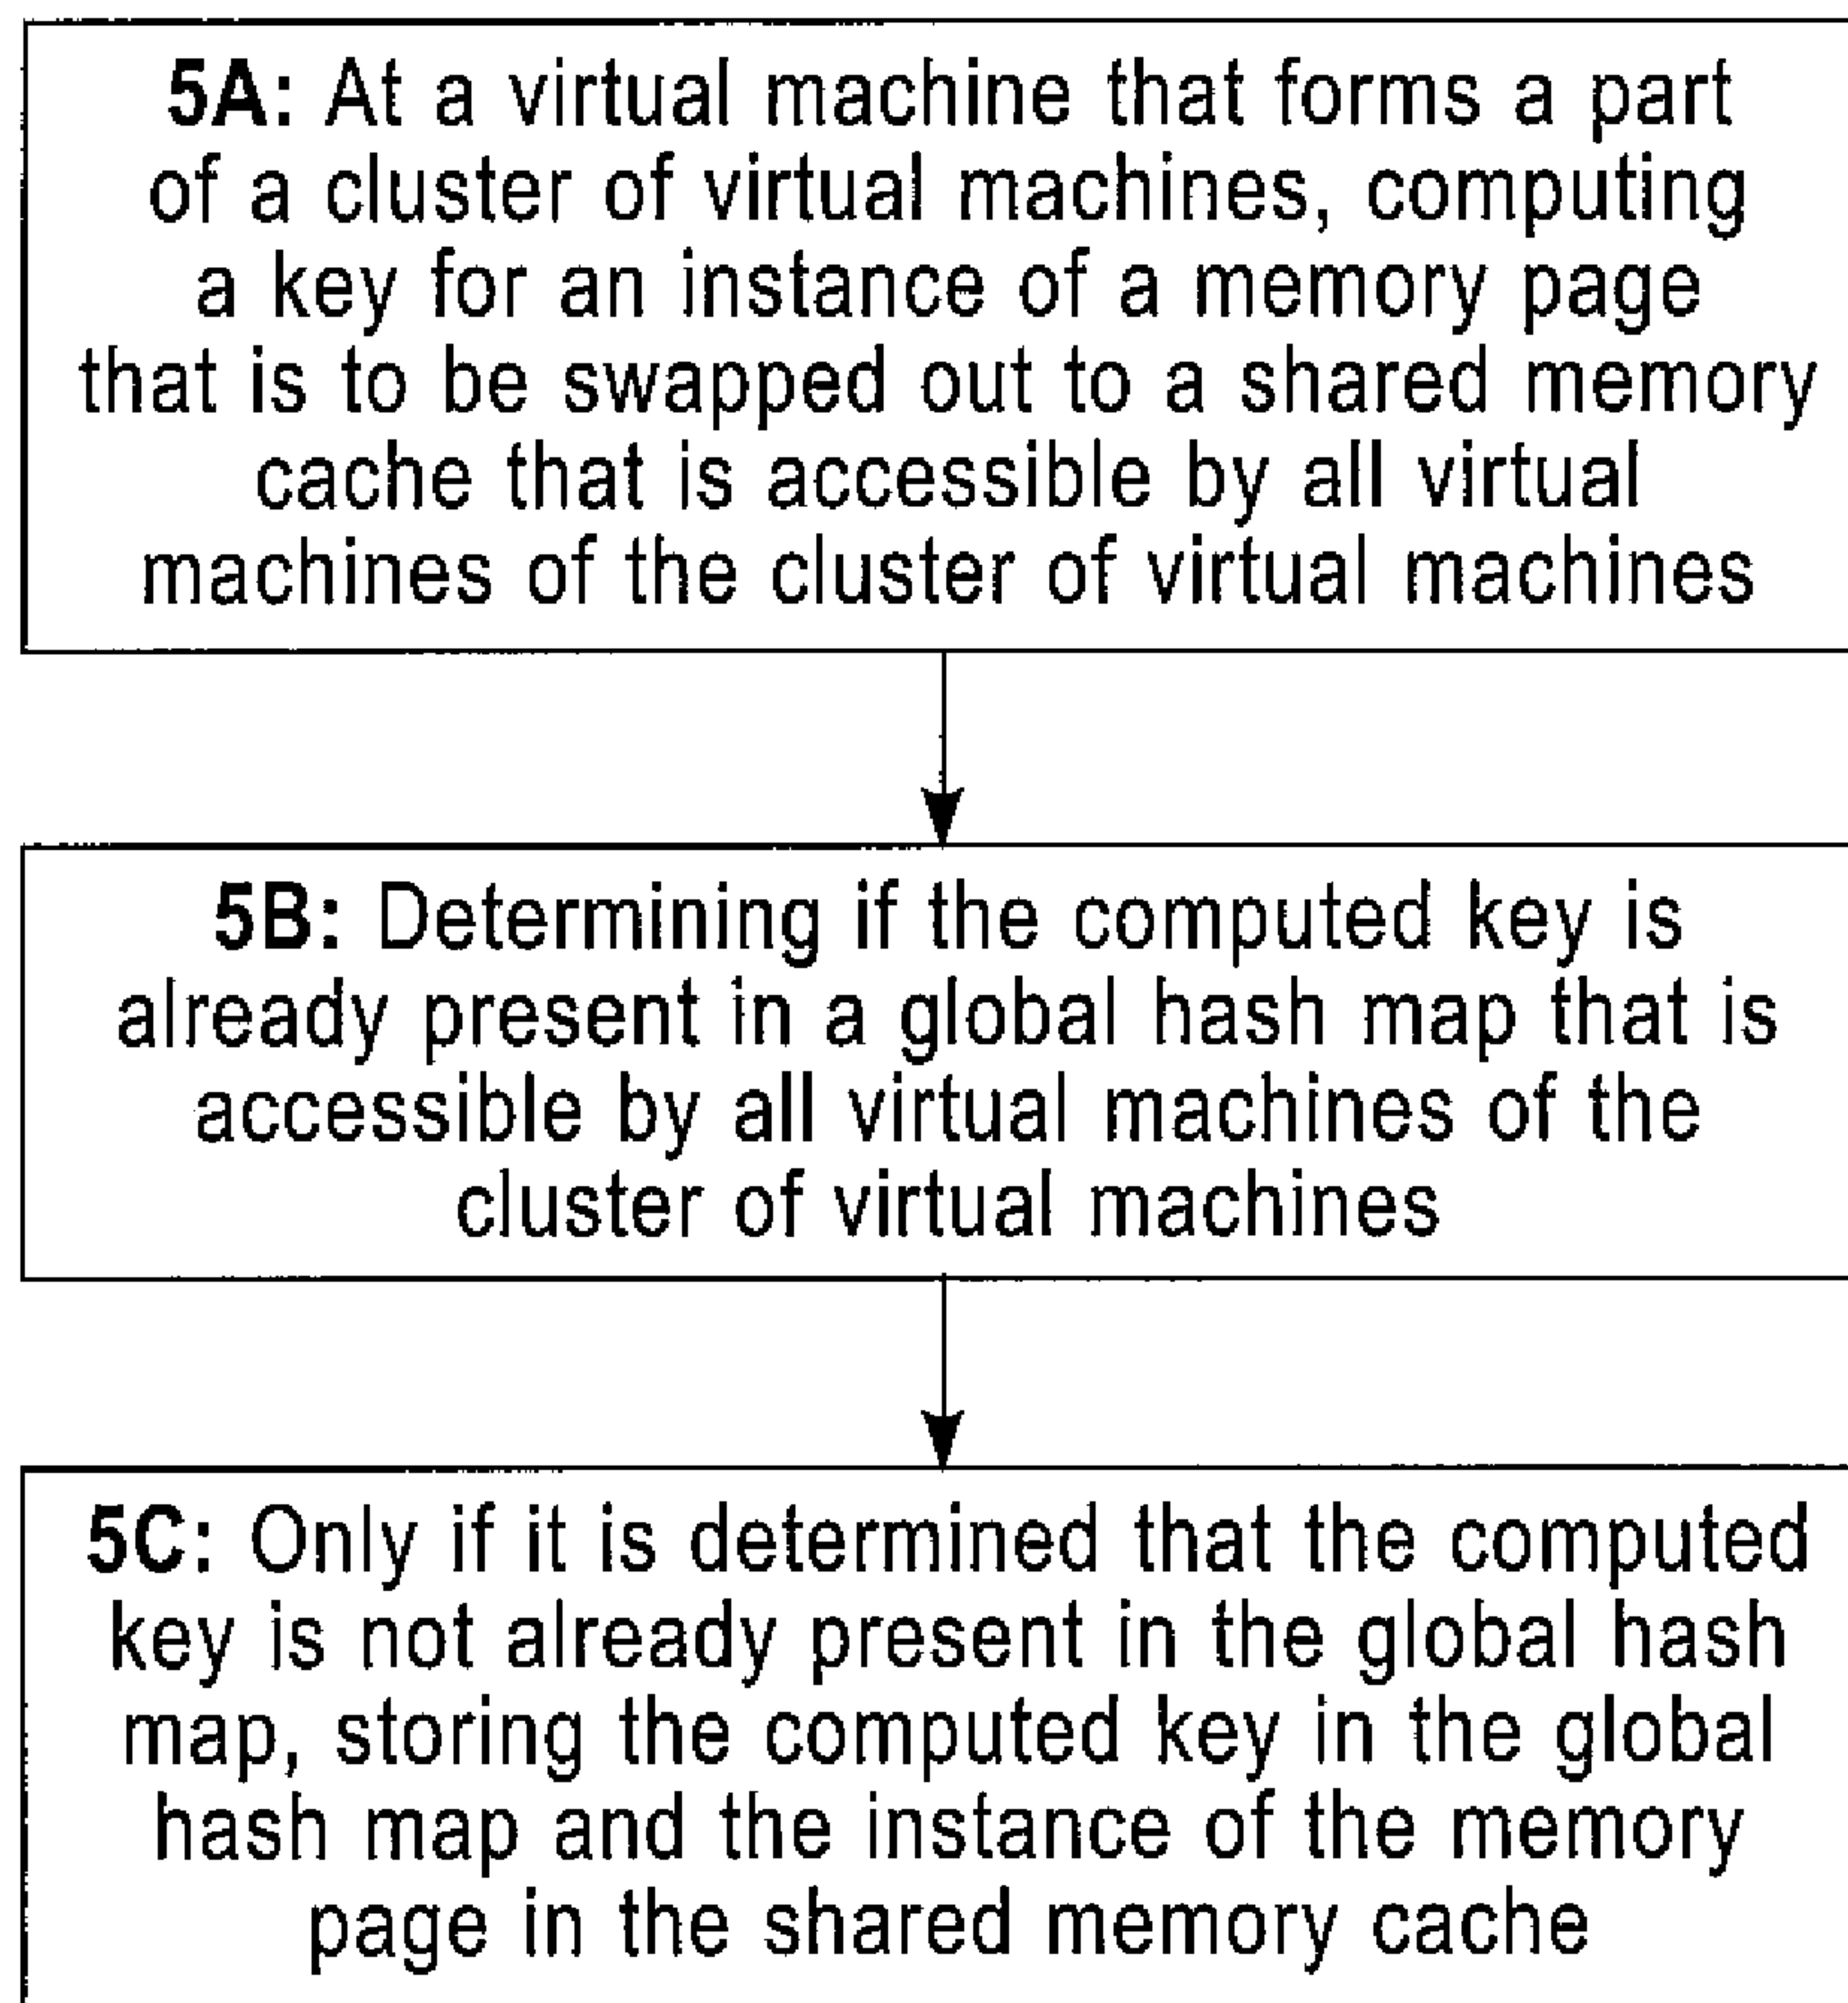 5A: At a virtual machine that forms a part
of a cluster of virtual machines, computing
a key for an instance of a memory page
that is to be swapped out to a shared memory
cache that is accessible by all virtual
machines of the cluster of virtual machines
5B: Determining if the computed key is
already present in a global hash map that is
accessible by all virtual machines of the
cluster of virtual machines
5C: Only if it is determined that the computed
key is not already present in the global hash
map, storing the computed key in the global
hash map and the instance of the memory
page in the shared memory cache